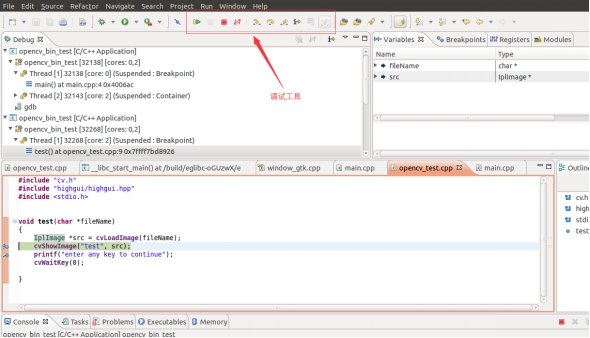 File Edit Source Refactor Navigate Search Project Run Window Help
Debug
opencv_bin_test [C/C++ Application]
opencv_bin_test [32138] [cores: 0,2]
Thread [1] 32138 [core: 0] (Suspended : Breakpoint)
main() at main.cpp:4 0x4006ac
Thread [2] 32143 [core: 2] (Suspended : Container)
gdb
opencv_bin_test [C/C++ Application]
opencv_bin_test [32268] [cores: 0,2]
Thread [1] 32268 [core: 2] (Suspended : Breakpoint)
test() at opencv_test.cpp:9 0x7ffff7bd8926
调试工具
Variables Breakpoints Registers Modules
Name Type
fileName char *
src IplImage *
opencv_test.cpp __libc_start_main() at /build/eglibc-oGUzwX/e window_gtk.cpp main.cpp opencv_test.cpp main.cpp
#include "cv.h"
#include "highgui/highgui.hpp"
#include <stdio.h>
void test(char *fileName)
{
IplImage *src = cvLoadImage(fileName);
cvShowImage("test", src);
printf("enter any key to continue");
cvWaitKey(0);
}
Outlin
cv.h
high
stdi
test
Console Tasks Problems Executables Memory
opencv_bin_test [C/C++ Application] opencv_bin_test